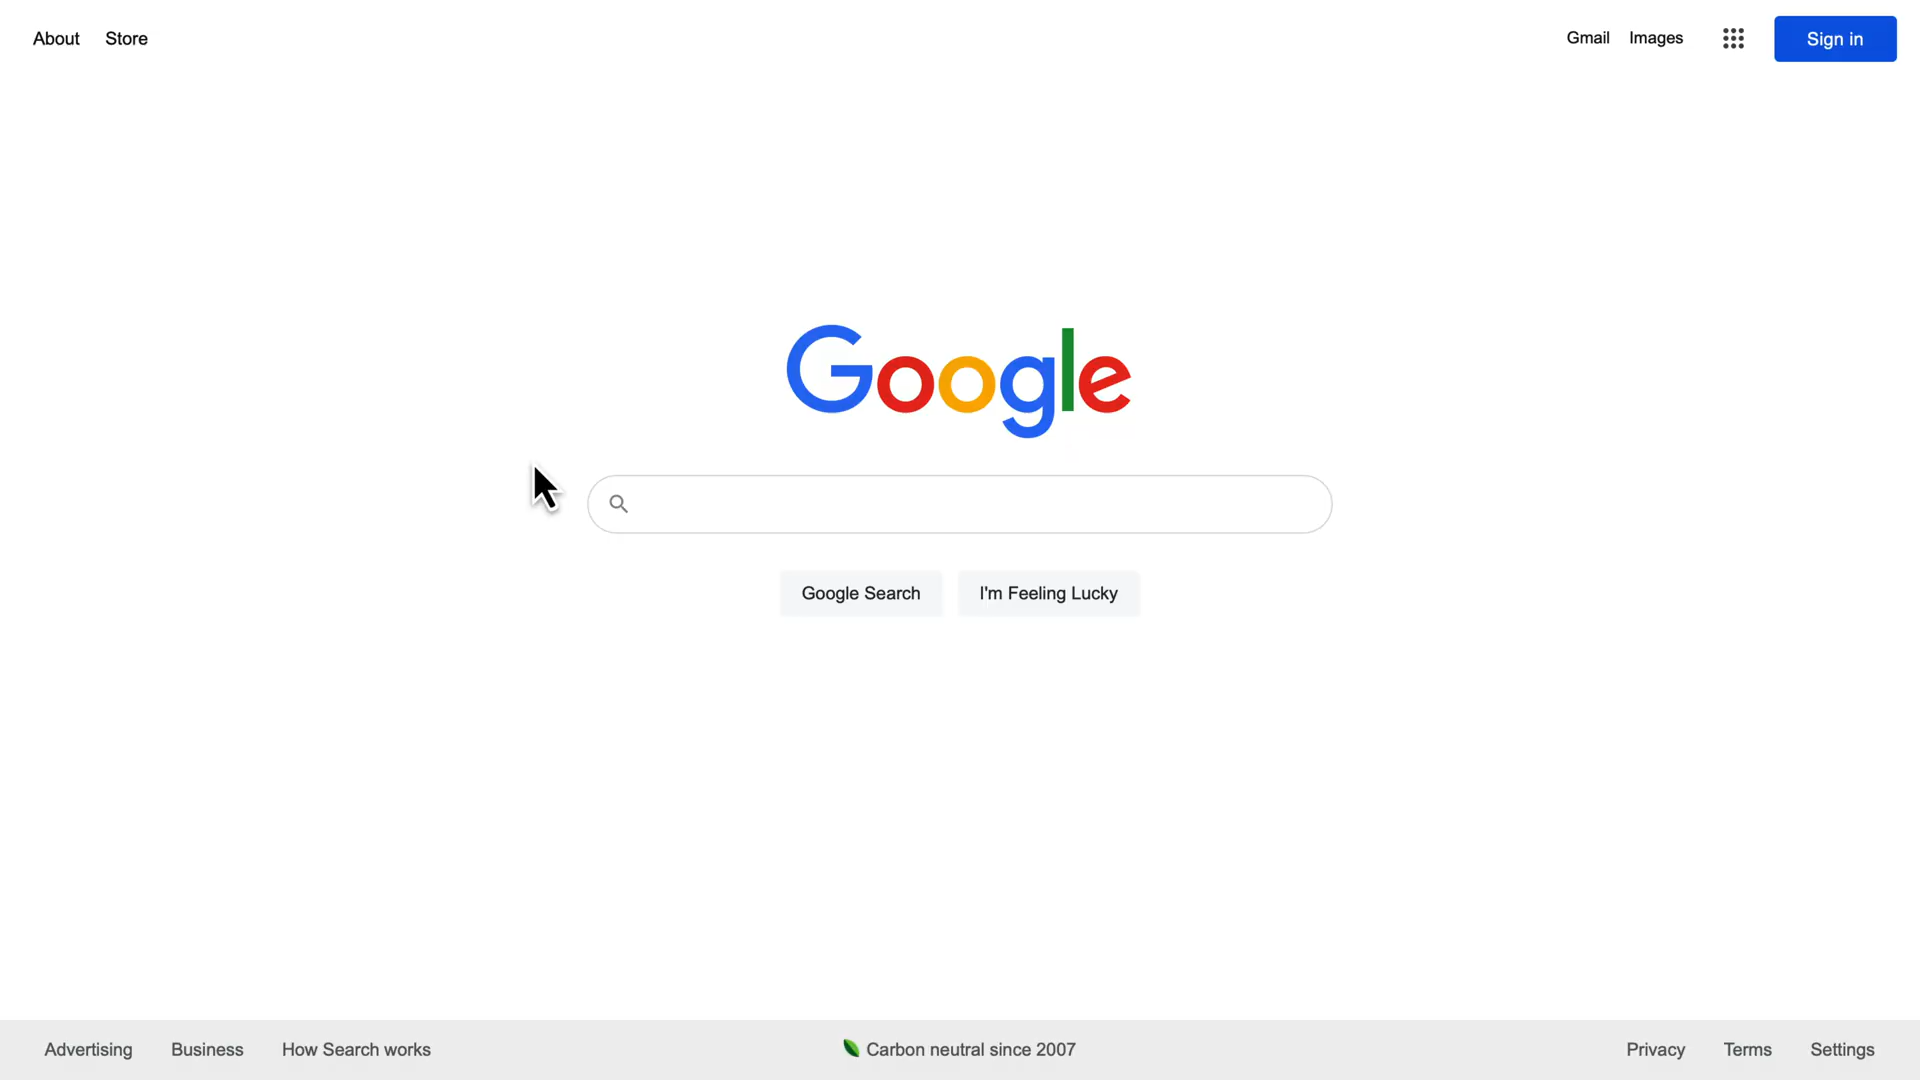 About Store Gmail Images Sign in
Google
Google Search I'm Feeling Lucky
Advertising Business How Search works Carbon neutral since 2007 Privacy Terms Settings